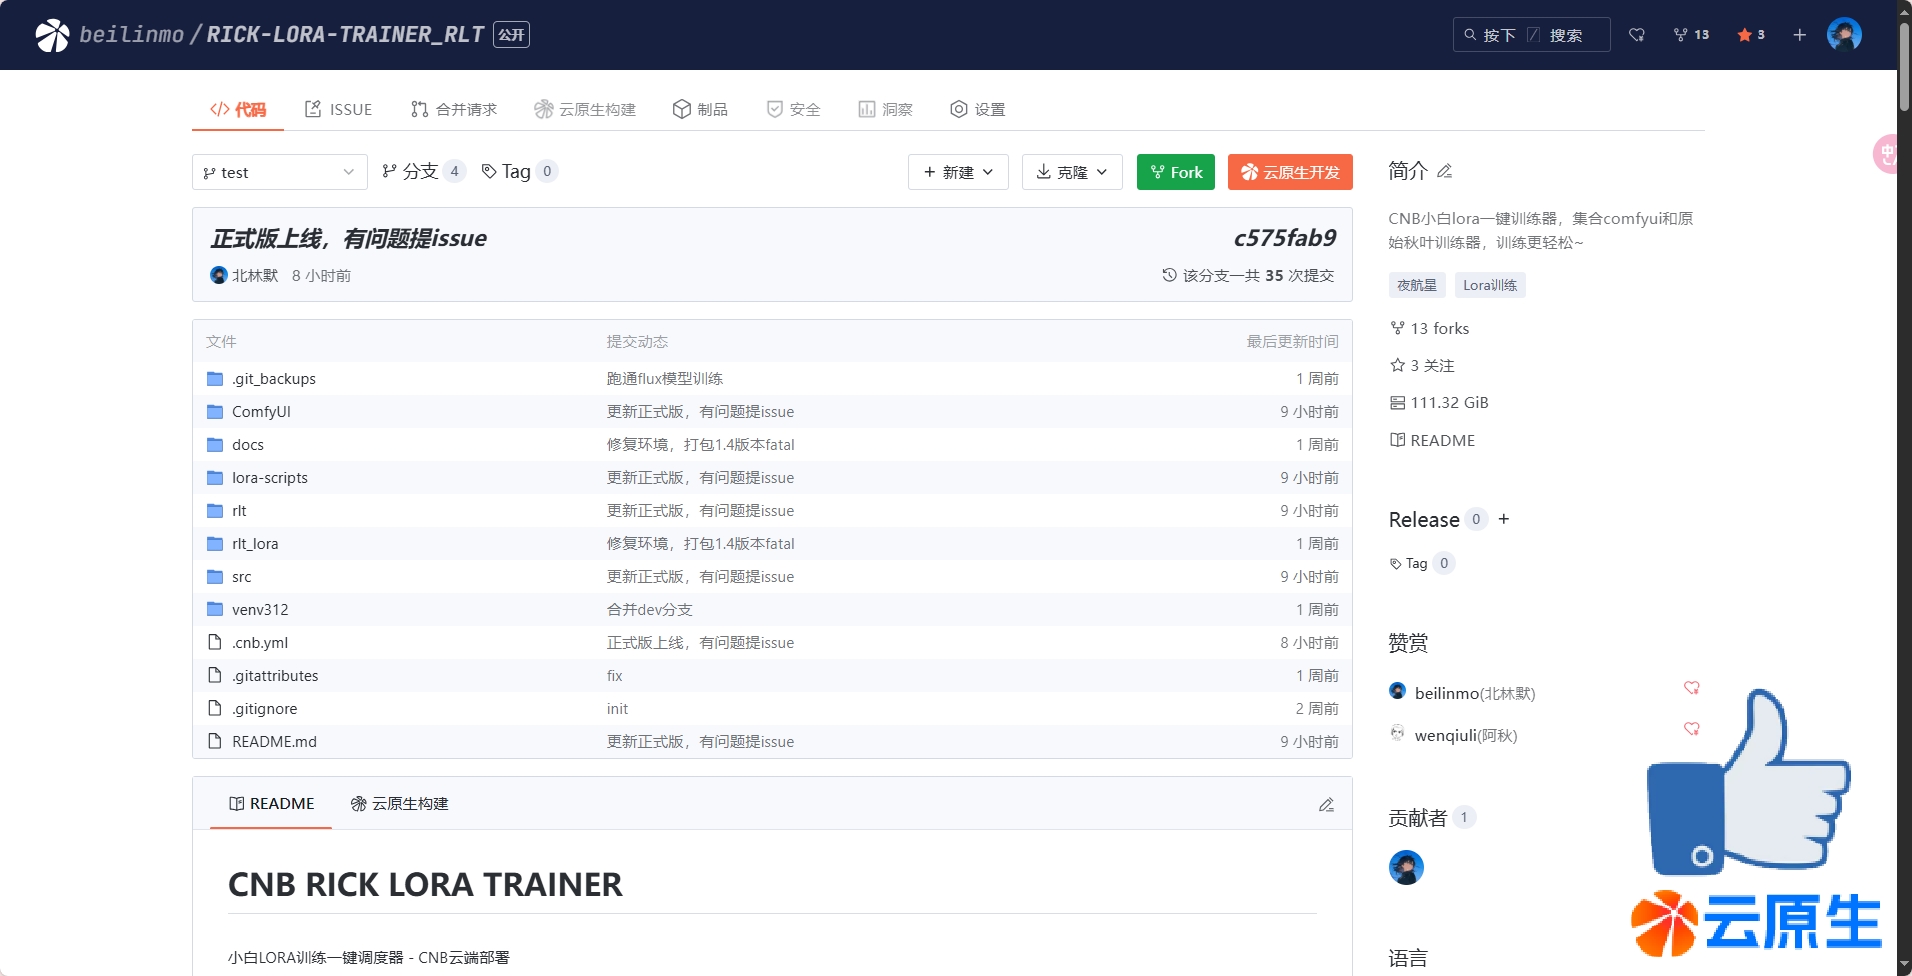 beilinmo / RICK-LORA-TRAINER_RLT 公开
按下 / 搜索
13
3
代码
ISSUE
合并请求
云原生构建
制品
安全
洞察
设置
test
分支 4
Tag 0
新建
克隆
Fork
云原生开发
正式版上线，有问题提issue
c575fab9
北林默 8 小时前
该分支一共 35 次提交
文件 提交动态 最后更新时间
.git_backups 跑通flux模型训练 1 周前
ComfyUI 更新正式版，有问题提issue 9 小时前
docs 修复环境，打包1.4版本fatal 1 周前
lora-scripts 更新正式版，有问题提issue 9 小时前
rlt 更新正式版，有问题提issue 9 小时前
rlt_lora 修复环境，打包1.4版本fatal 1 周前
src 更新正式版，有问题提issue 9 小时前
venv312 合并dev分支 1 周前
.cnb.yml 正式版上线，有问题提issue 8 小时前
.gitattributes fix 1 周前
.gitignore init 2 周前
README.md 更新正式版，有问题提issue 9 小时前
README
云原生构建
CNB RICK LORA TRAINER
小白LORA训练一键调度器 - CNB云端部署
简介
CNB小白lora一键训练器，集合comfyui和原
始秋叶训练器，训练更轻松~
夜航星 Lora训练
13 forks
3 关注
111.32 GiB
README
Release 0 +
Tag 0
赞赏
beilinmo(北林默)
wenqiuli(阿秋)
贡献者 1
云原生
语言